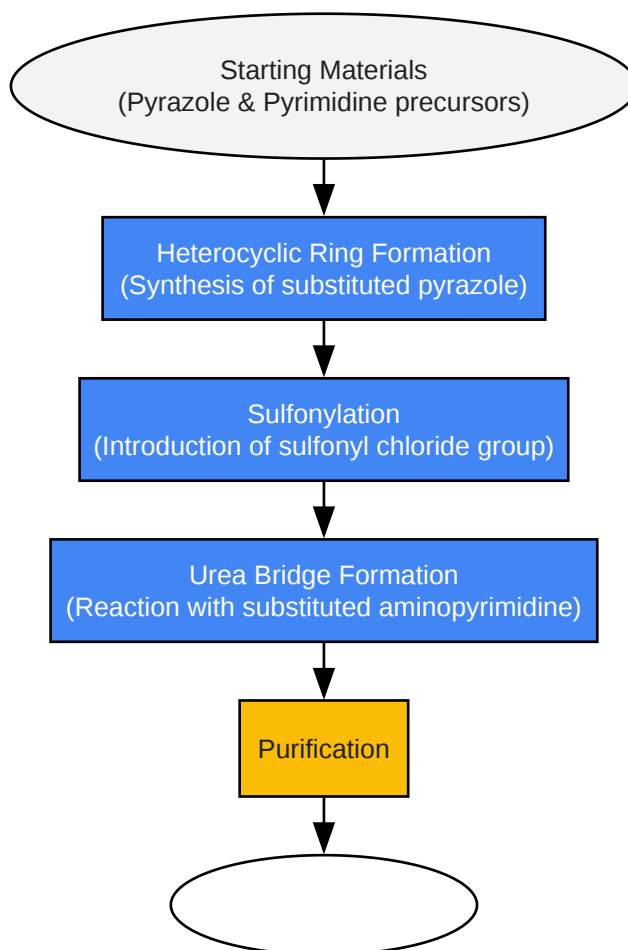 Starting Materials
(Pyrazole & Pyrimidine precursors)
Heterocyclic Ring Formation
(Synthesis of substituted pyrazole)
Sulfonylation
(Introduction of sulfonyl chloride group)
Urea Bridge Formation
(Reaction with substituted aminopyrimidine)
Purification